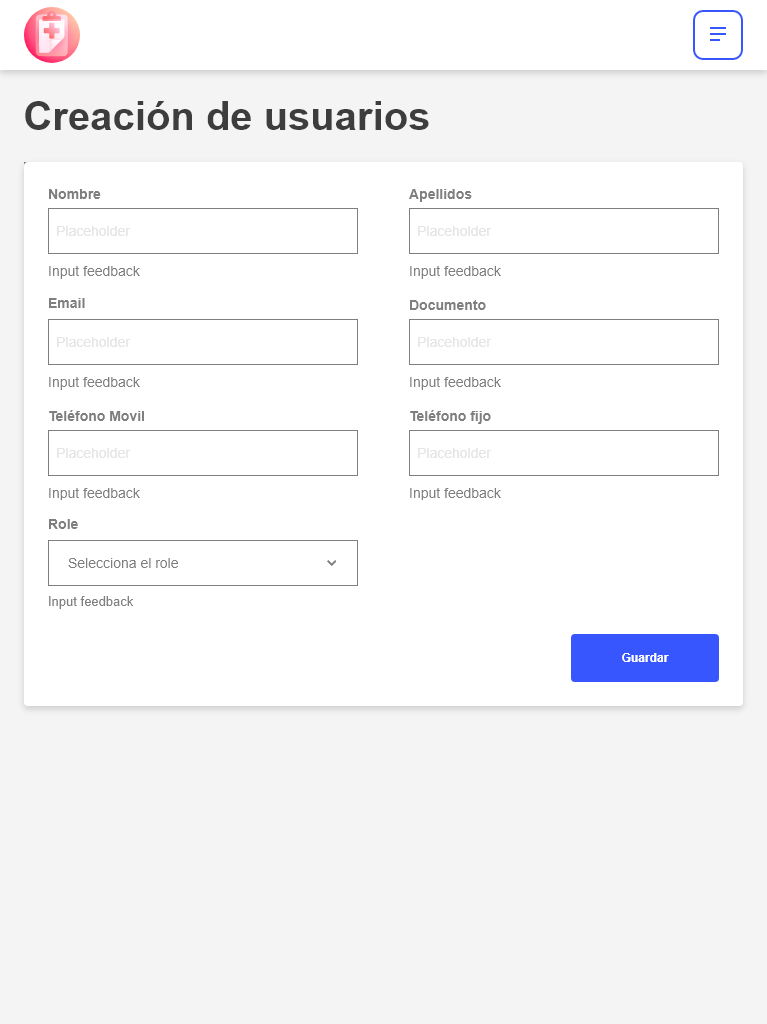 Creación de usuarios
Nombre
Apellidos
Placeholder
Placeholder
Input feedback
Input feedback
Email
Documento
Placeholder
Placeholder
Input feedback
Input feedback
Teléfono Movil
Teléfono fijo
Placeholder
Placeholder
Input feedback
Input feedback
Role
Selecciona el role
Input feedback
Guardar